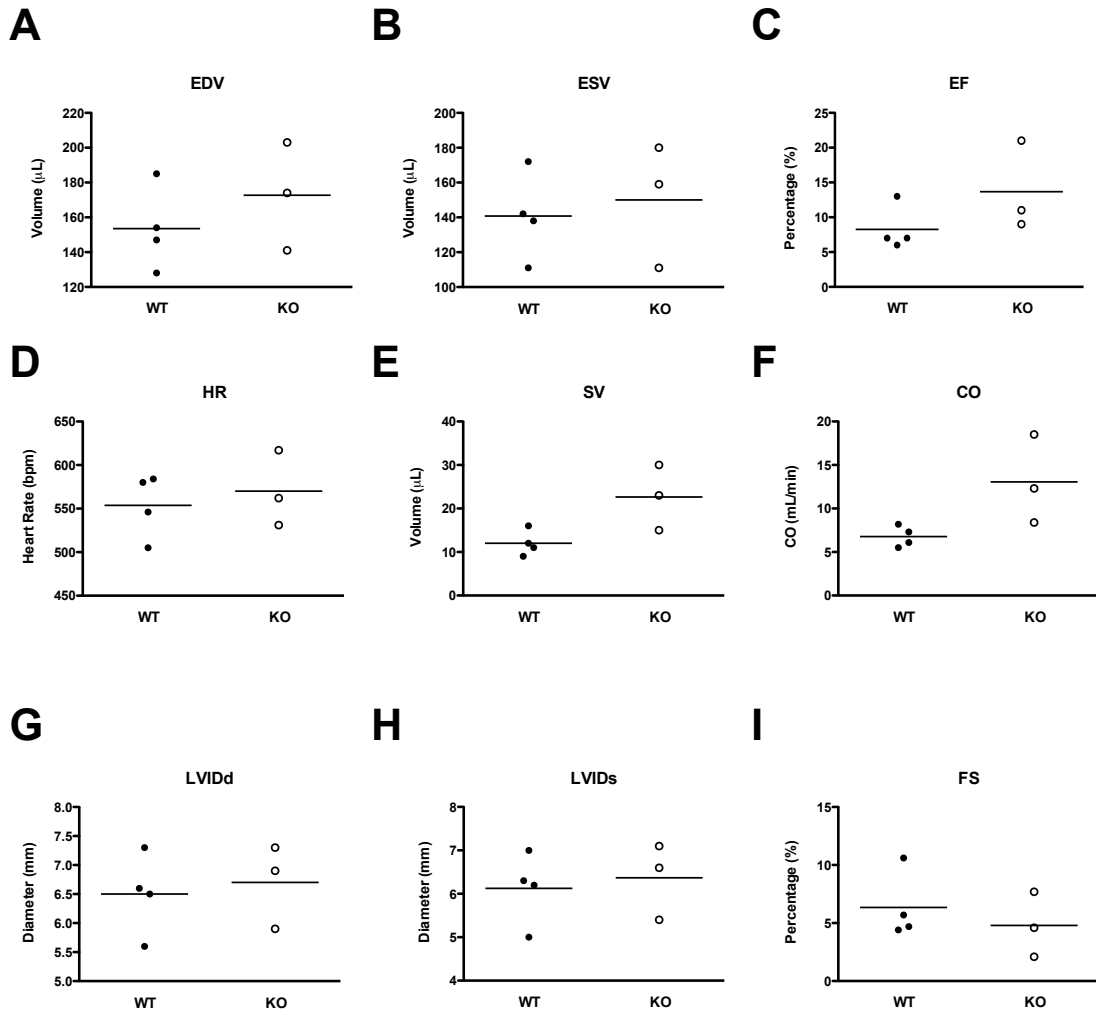 A
EDV
Volume (μL)
220
200
180
160
140
120
WT
KO
B
ESV
Volume (μL)
200
180
160
140
120
100
WT
KO
C
EF
Percentage (%)
25
20
15
10
5
0
WT
KO
D
HR
Heart Rate (bpm)
650
600
550
500
450
WT
KO
E
SV
Volume (μL)
40
30
20
10
0
WT
KO
F
CO
CO (mL/min)
20
15
10
5
0
WT
KO
G
LVIDd
Diameter (mm)
8.0
7.5
7.0
6.5
6.0
5.5
5.0
WT
KO
H
LVIDs
Diameter (mm)
8
7
6
5
4
WT
KO
I
FS
Percentage (%)
15
10
5
0
WT
KO